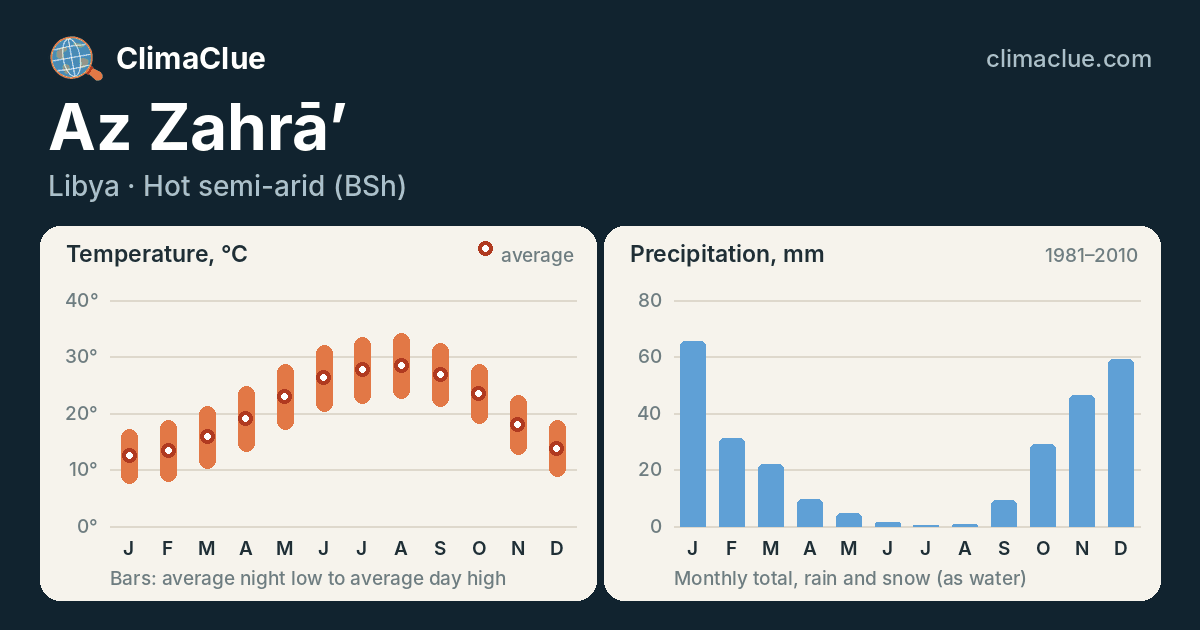 ClimaClue
climaclue.com
Az Zahrā’
Libya · Hot semi-arid (BSh)
Temperature, °C
average
40°
30°
20°
10°
0°
J F M A M J J A S O N D
Bars: average night low to average day high
Precipitation, mm
1981–2010
80
60
40
20
0
J F M A M J J A S O N D
Monthly total, rain and snow (as water)